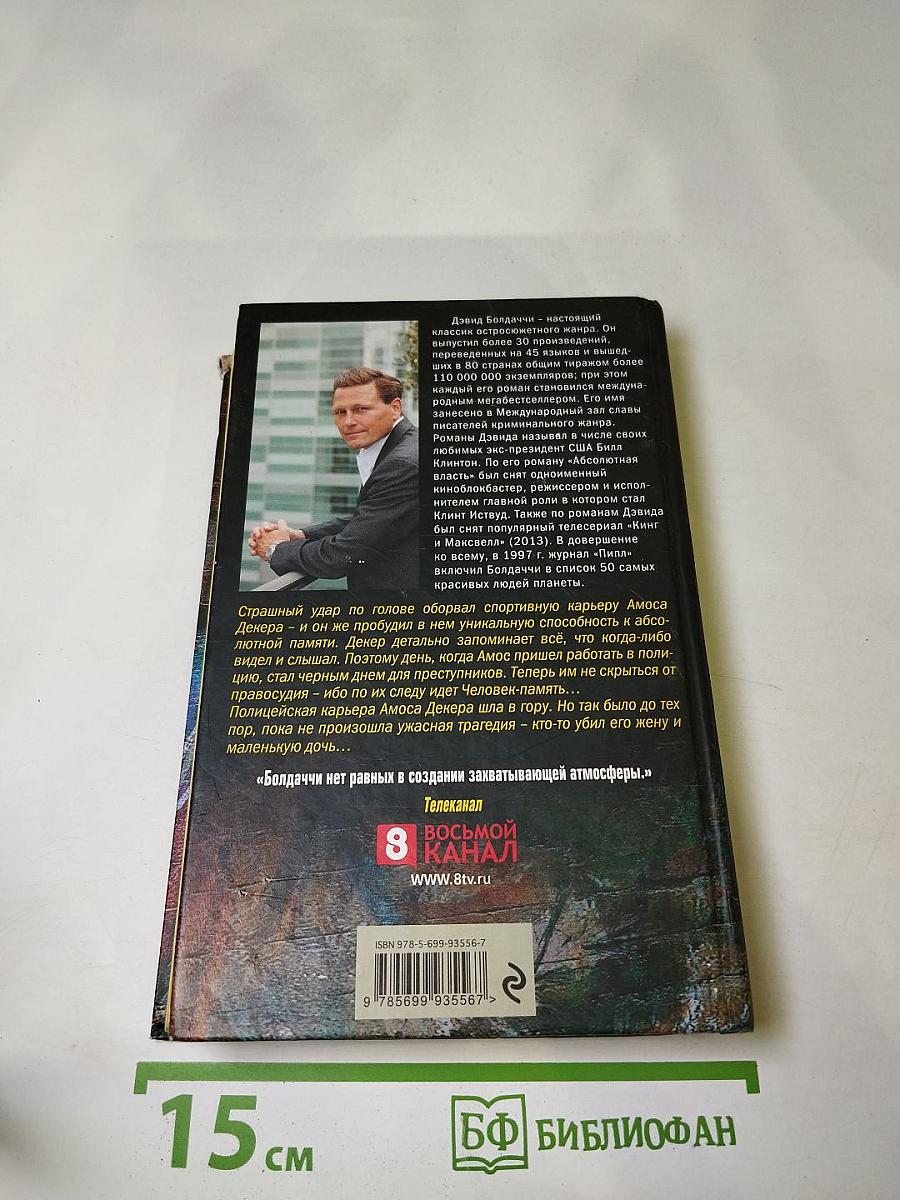 Дэвид Болдаччи – настоящий
классик остросюжетного жанра. Он
выпустил более 30 произведений,
переведенных на 45 языков и вышед-
ших в 80 странах общим тиражом более
110 000 000 экземпляров; при этом
каждый его роман становился междуна-
родным мегабестселлером. Его имя
занесено в Международный зал славы
писателей криминального жанра.
Романы Дэвида называл в числе своих
любимых экс-президент США Билл
Клинтон. По его роману «Абсолютная
власть» был снят одноименный
киноблокбастер, режиссером и испол-
нителем главной роли в котором стал
Клинт Иствуд. Также по романам Дэвида
был снят популярный телесериал «Кинг
и Максвелл» (2013). В довершение
ко всему, в 1997 г. журнал «Пипл»
включил Болдаччи в список 50 самых
красивых людей планеты.
Страшный удар по голове оборвал спортивную карьеру Амоса
Декера – и он же пробудил в нем уникальную способность к абсо-
лютной памяти. Декер детально запоминает всё, что когда-либо
видел и слышал. Поэтому день, когда Амос пришел работать в поли-
цию, стал черным днем для преступников. Теперь им не скрыться от
правосудия – ибо по их следу идет Человек-память…
Полицейская карьера Амоса Декера шла в гору. Но так было до тех
пор, пока не произошла ужасная трагедия – кто-то убил его жену и
маленькую дочь…
«Болдаччи нет равных в создании захватывающей атмосферы.»
Телеканал
8 ВОСЬМОЙ
КАНАЛ
www.8tv.ru
ISBN 978-5-699-93556-7
9 785699 935567 >
15 см
БФ БИБЛИОФАН